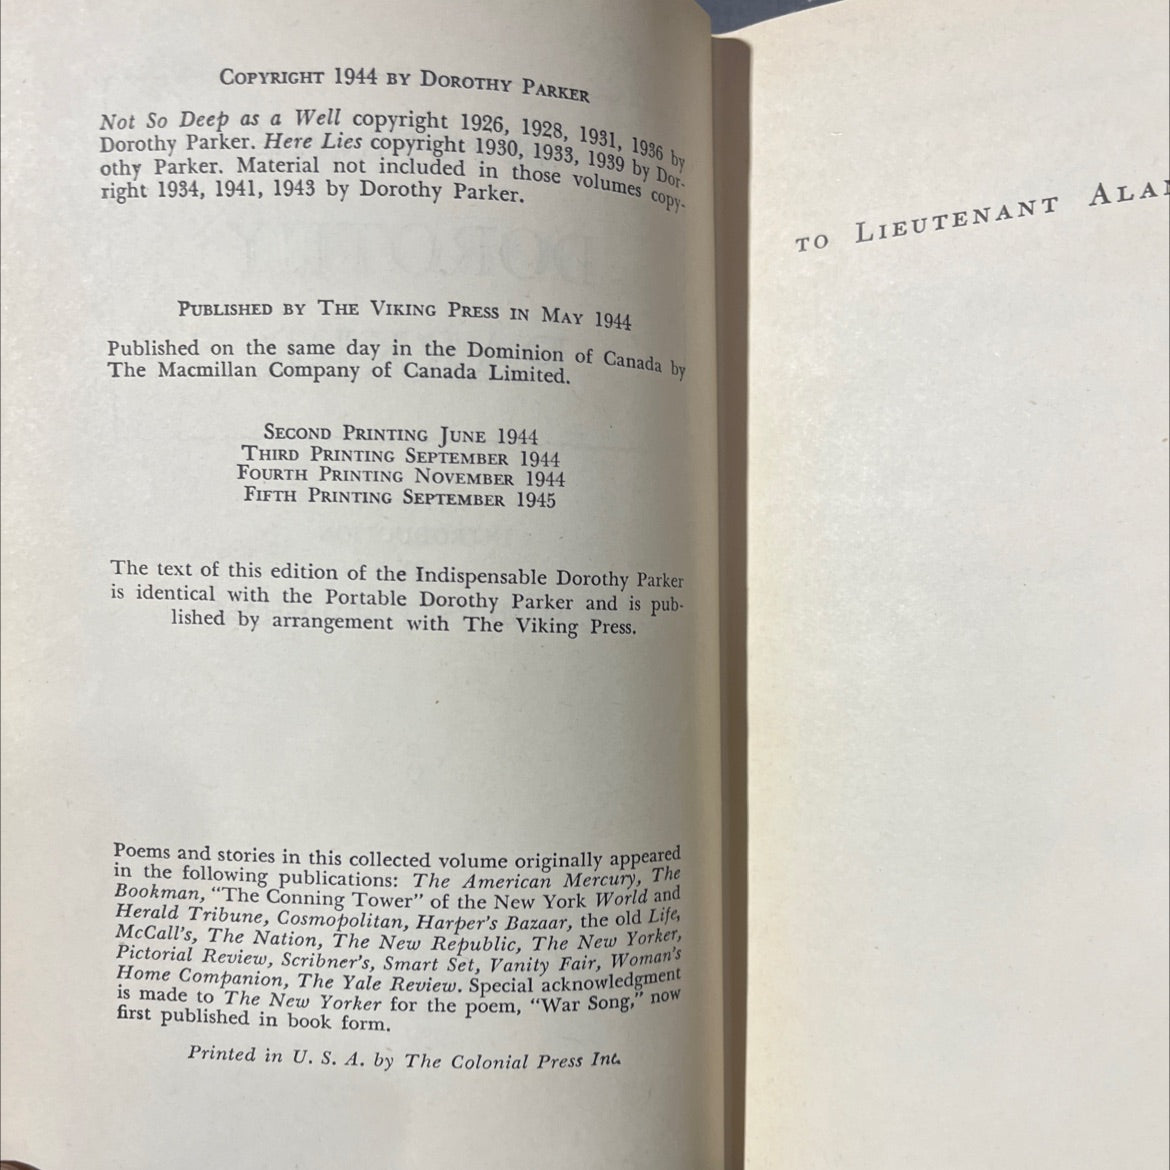 COPYRIGHT 1944 BY DOROTHY PARKER
Not So Deep as a Well copyright 1926, 1928, 1931, 1936 by
Dorothy Parker. Here Lies copyright 1930, 1933, 1939 by Dor-
othy Parker. Material not included in those volumes copy-
right 1934, 1941, 1943 by Dorothy Parker.
PUBLISHED BY THE VIKING PRESS IN MAY 1944
Published on the same day in the Dominion of Canada by
The Macmillan Company of Canada Limited.
SECOND PRINTING JUNE 1944
THIRD PRINTING SEPTEMBER 1944
FOURTH PRINTING NOVEMBER 1944
FIFTH PRINTING SEPTEMBER 1945
The text of this edition of the Indispensable Dorothy Parker
is identical with the Portable Dorothy Parker and is pub-
lished by arrangement with The Viking Press.
Poems and stories in this collected volume originally appeared
in the following publications: The American Mercury, The
Bookman, “The Conning Tower” of the New York World and
Herald Tribune, Cosmopolitan, Harper's Bazaar, the old Life,
McCall's, The Nation, The New Republic, The New Yorker,
Pictorial Review, Scribner's, Smart Set, Vanity Fair, Woman's
Home Companion, The Yale Review. Special acknowledgment
is made to The New Yorker for the poem, “War Song,” now
first published in book form.
Printed in U. S. A. by The Colonial Press Inc.
TO LIEUTENANT ALAN